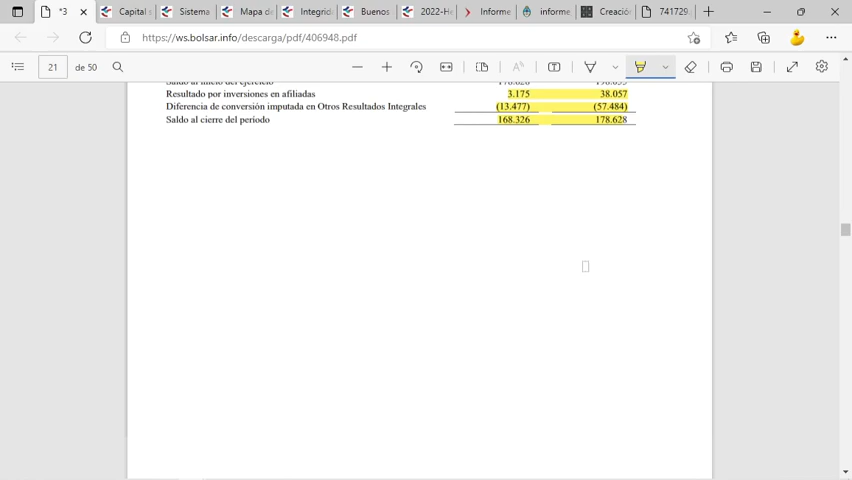 *3
Capital s
Sistema
Mapa de
Integrid
Buenos
2022-He
Informe
informe
Creació
741729.
https://ws.bolsar.info/descarga/pdf/406948.pdf
21 de 50
Resultado por inversiones en afiliadas 3.175 38.057
Diferencia de conversión imputada en Otros Resultados Integrales (13.477) (57.484)
Saldo al cierre del período 168.326 178.628